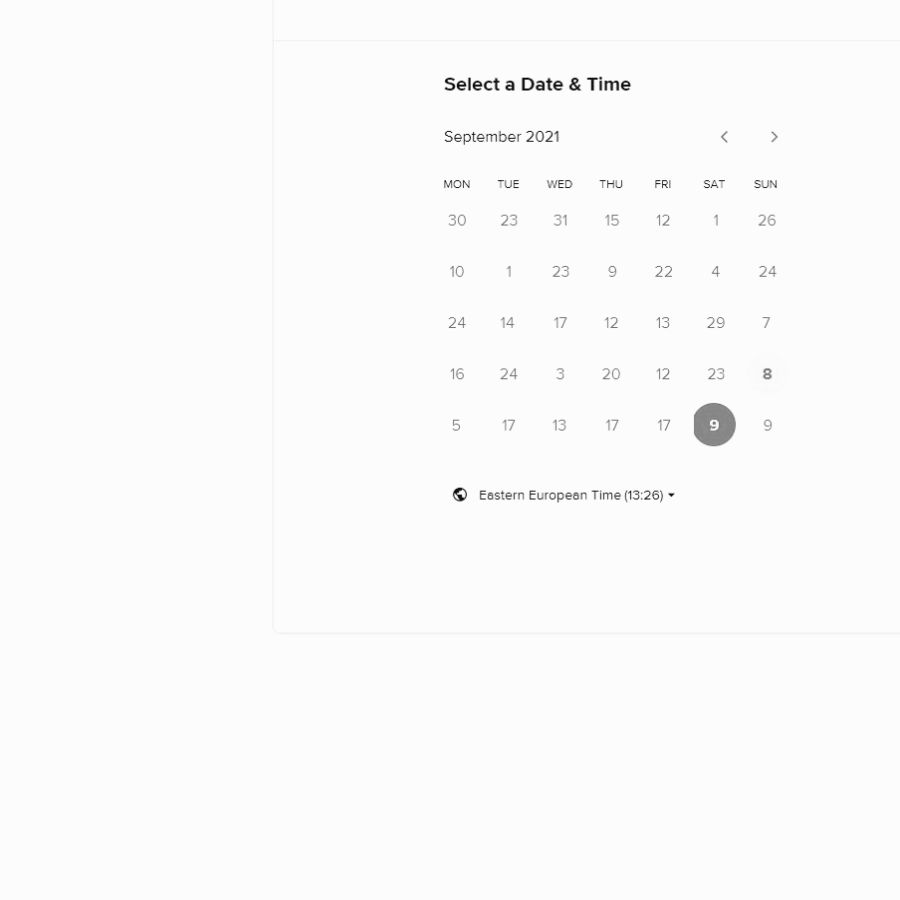 Select a Date & Time
September 2021
MON TUE WED THU FRI SAT SUN
30 23 31 15 12 1 26
10 1 23 9 22 4 24
24 14 17 12 13 29 7
16 24 3 20 12 23 8
5 17 13 17 17 9 9
Eastern European Time (13:26)